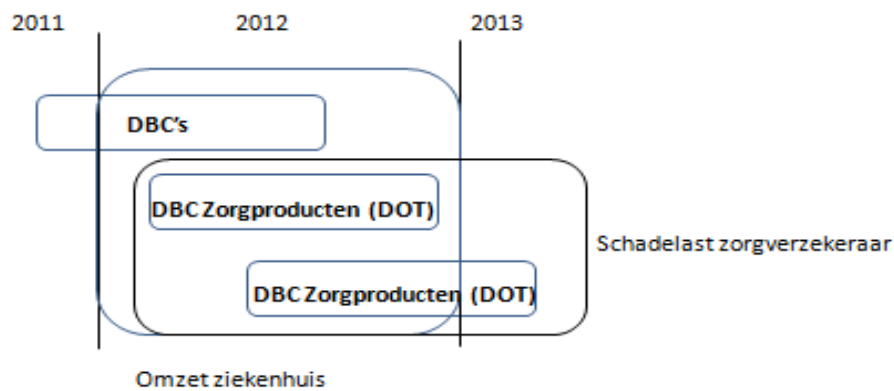 2011 2012 2013
DBC's
DBC Zorgproducten (DOT)
Schadelast zorgverzekeraar
DBC Zorgproducten (DOT)
Omzet ziekenhuis